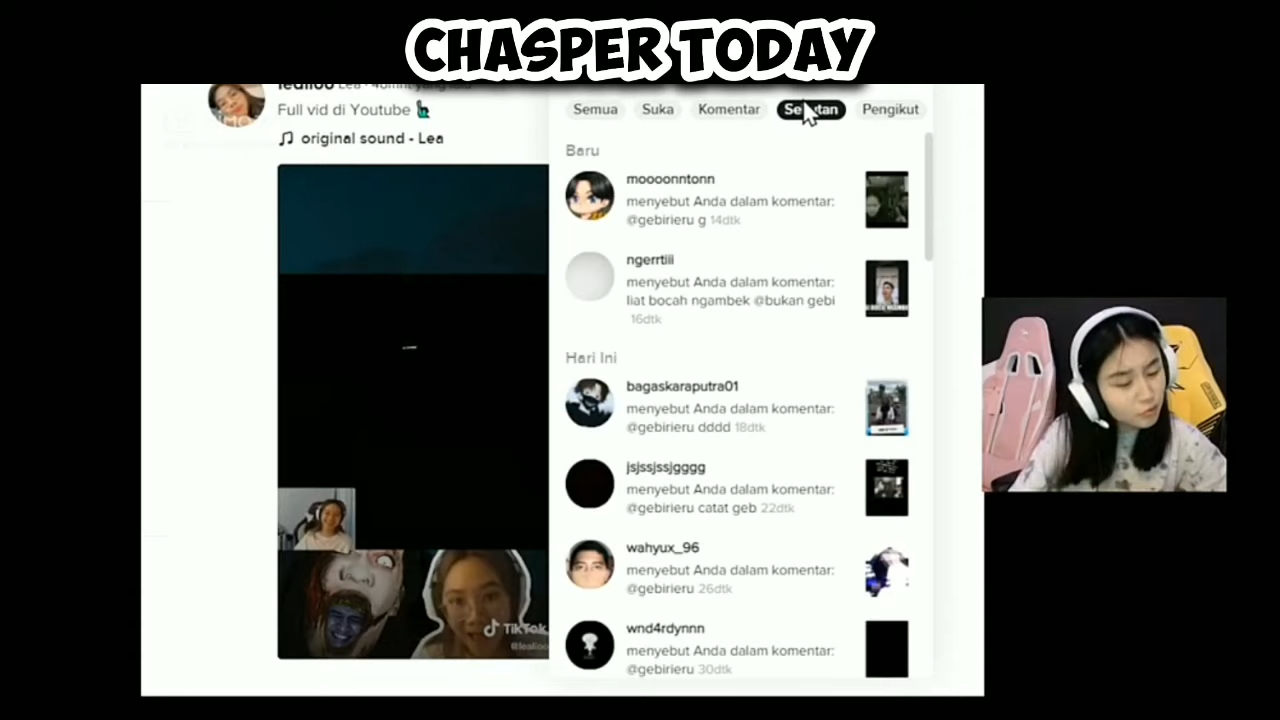 CHASPER TODAY
Full vid di Youtube
original sound - Lea
TikTok
Semua Suka Komentar Sebutan Pengikut
Baru
moooonntonn
menyebut Anda dalam komentar:
@gebirieru g 14dtk
ngerrtiii
menyebut Anda dalam komentar:
liat bocah ngambek @bukan gebi
16dtk
Hari Ini
bagaskaraputra01
menyebut Anda dalam komentar:
@gebirieru dddd 18dtk
jsjssjssjgggg
menyebut Anda dalam komentar:
@gebirieru catat geb 22dtk
wahyux_96
menyebut Anda dalam komentar:
@gebirieru 26dtk
wnd4rdynnn
menyebut Anda dalam komentar:
@gebirieru 30dtk